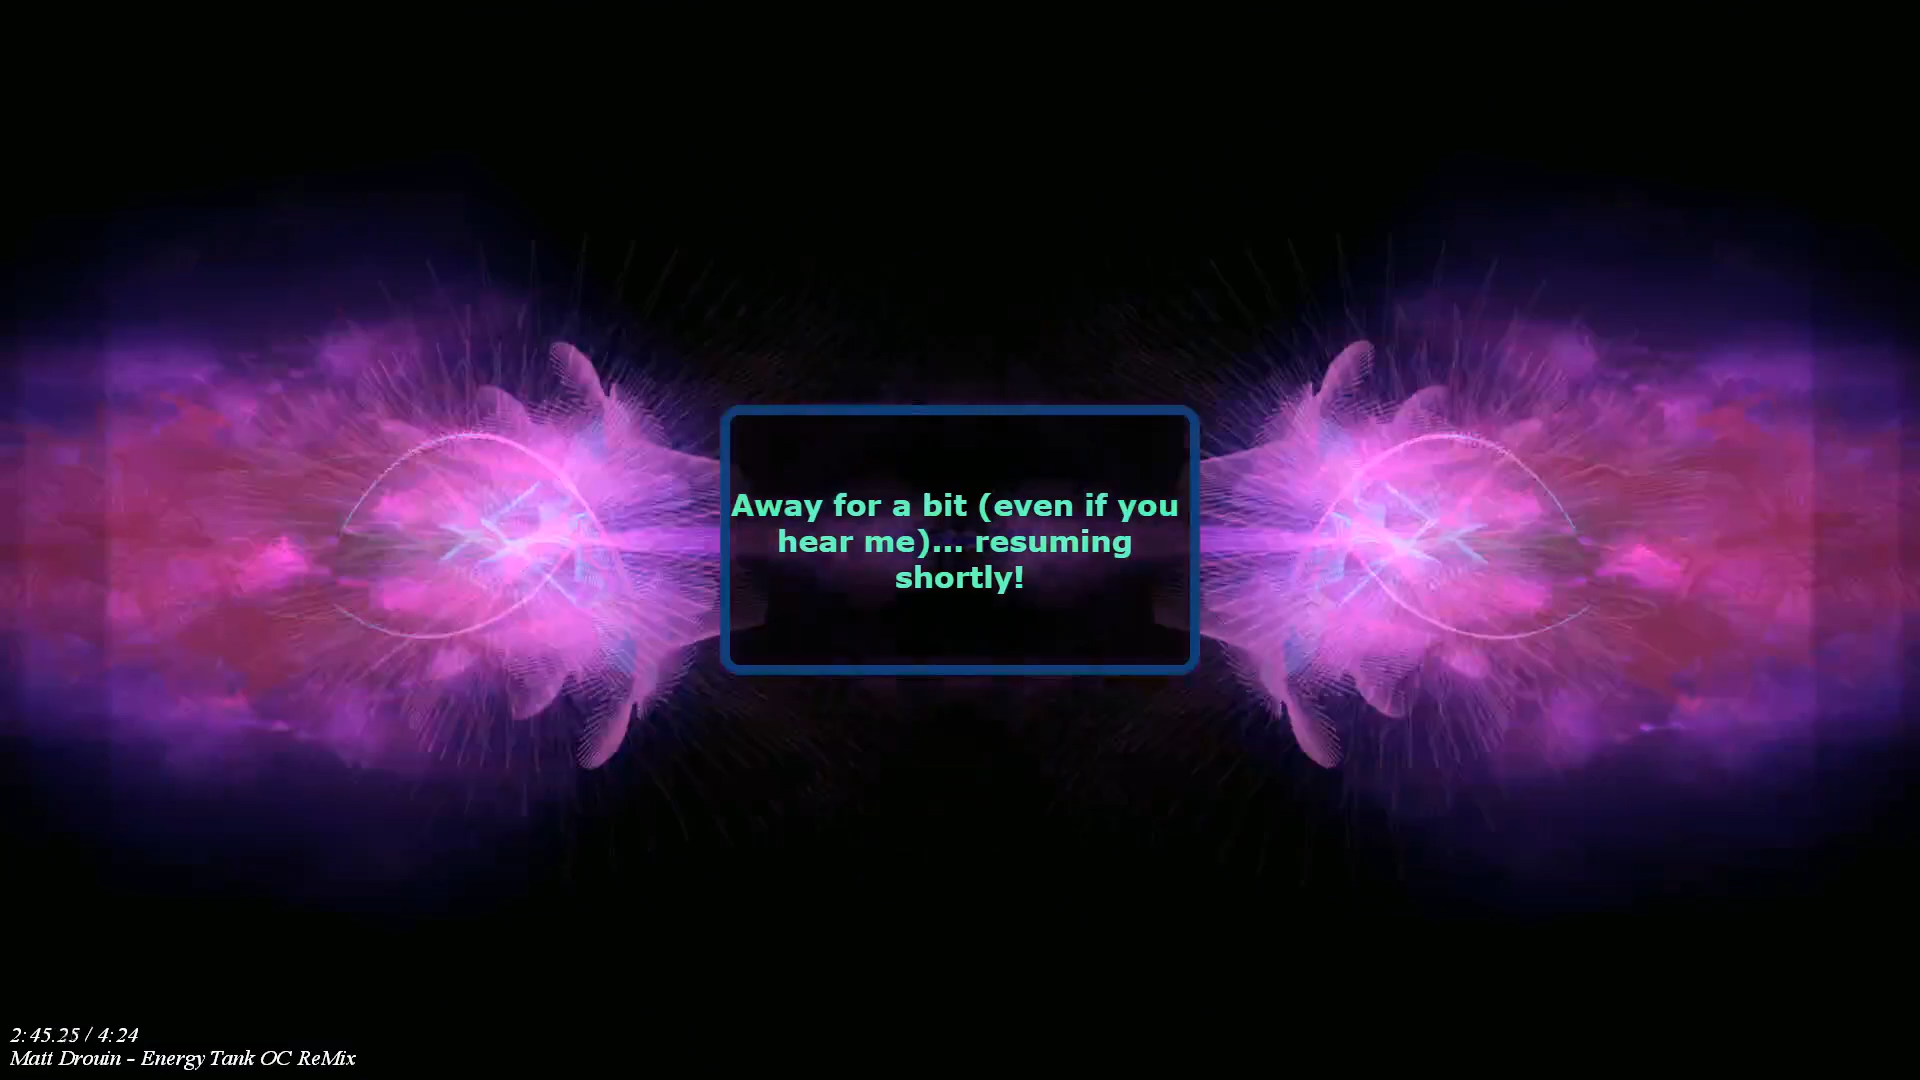 Away for a bit (even if you
hear me)... resuming
shortly!
2:45.25 / 4:24
Matt Drouin - Energy Tank OC ReMix